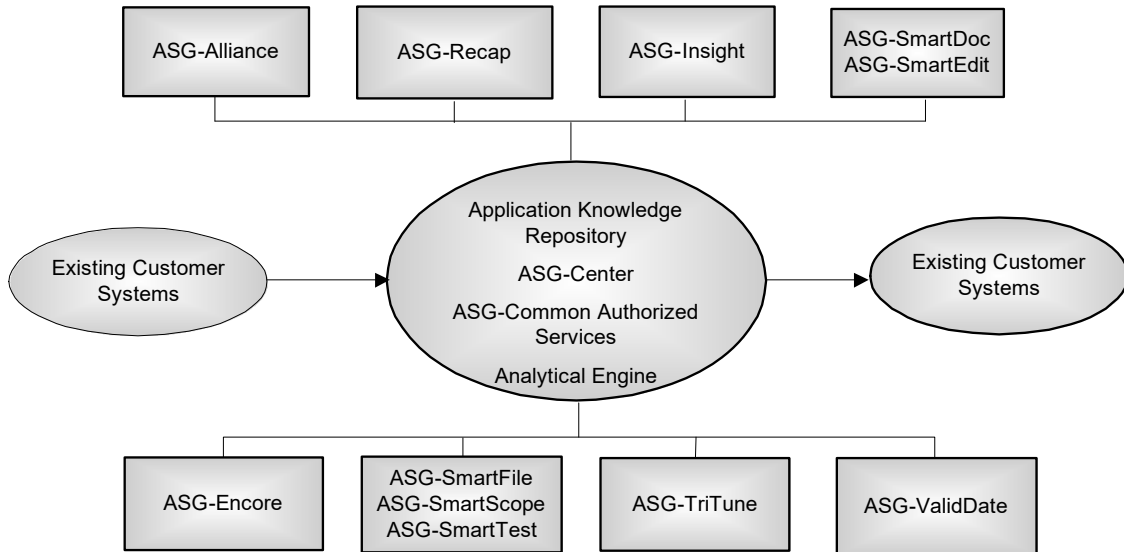 ASG-Alliance
ASG-Recap
ASG-Insight
ASG-SmartDoc
ASG-SmartEdit
Existing Customer
Systems
Application Knowledge
Repository
ASG-Center
ASG-Common Authorized
Services
Analytical Engine
Existing Customer
Systems
ASG-Encore
ASG-SmartFile
ASG-SmartScope
ASG-SmartTest
ASG-TriTune
ASG-ValidDate